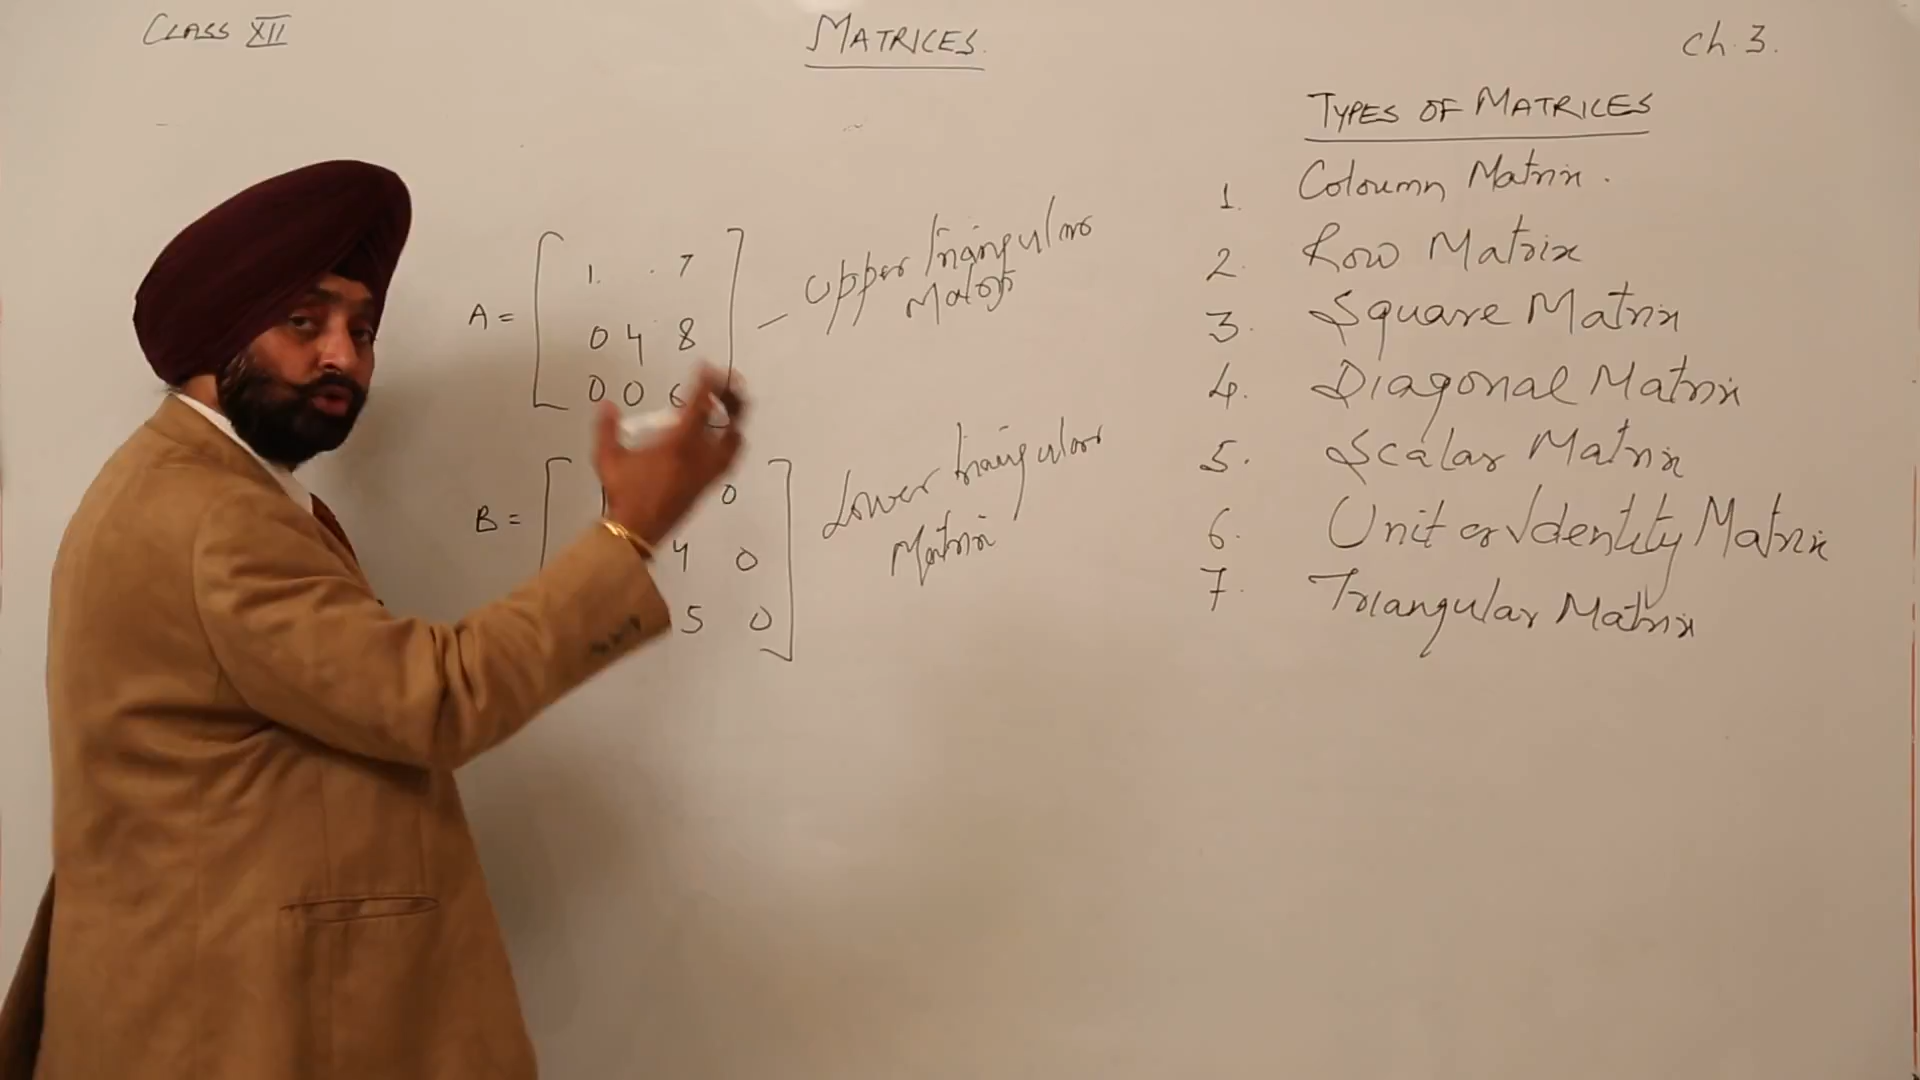 CLASS XII
MATRICES.
Ch. 3.
TYPES OF MATRICES
1. Coloumn Matrix.
2. Row Matrix
3. Square Matrix
4. Diagonal Matrix
5. Scalar Matrix
6. Unit or Identity Matrix
7. Triangular Matrix
A =
1. . 7
0 4 8
0 0 6
Upper triangular
Matrix
B =
0
4 0
5 0
Lower triangular
Matrix